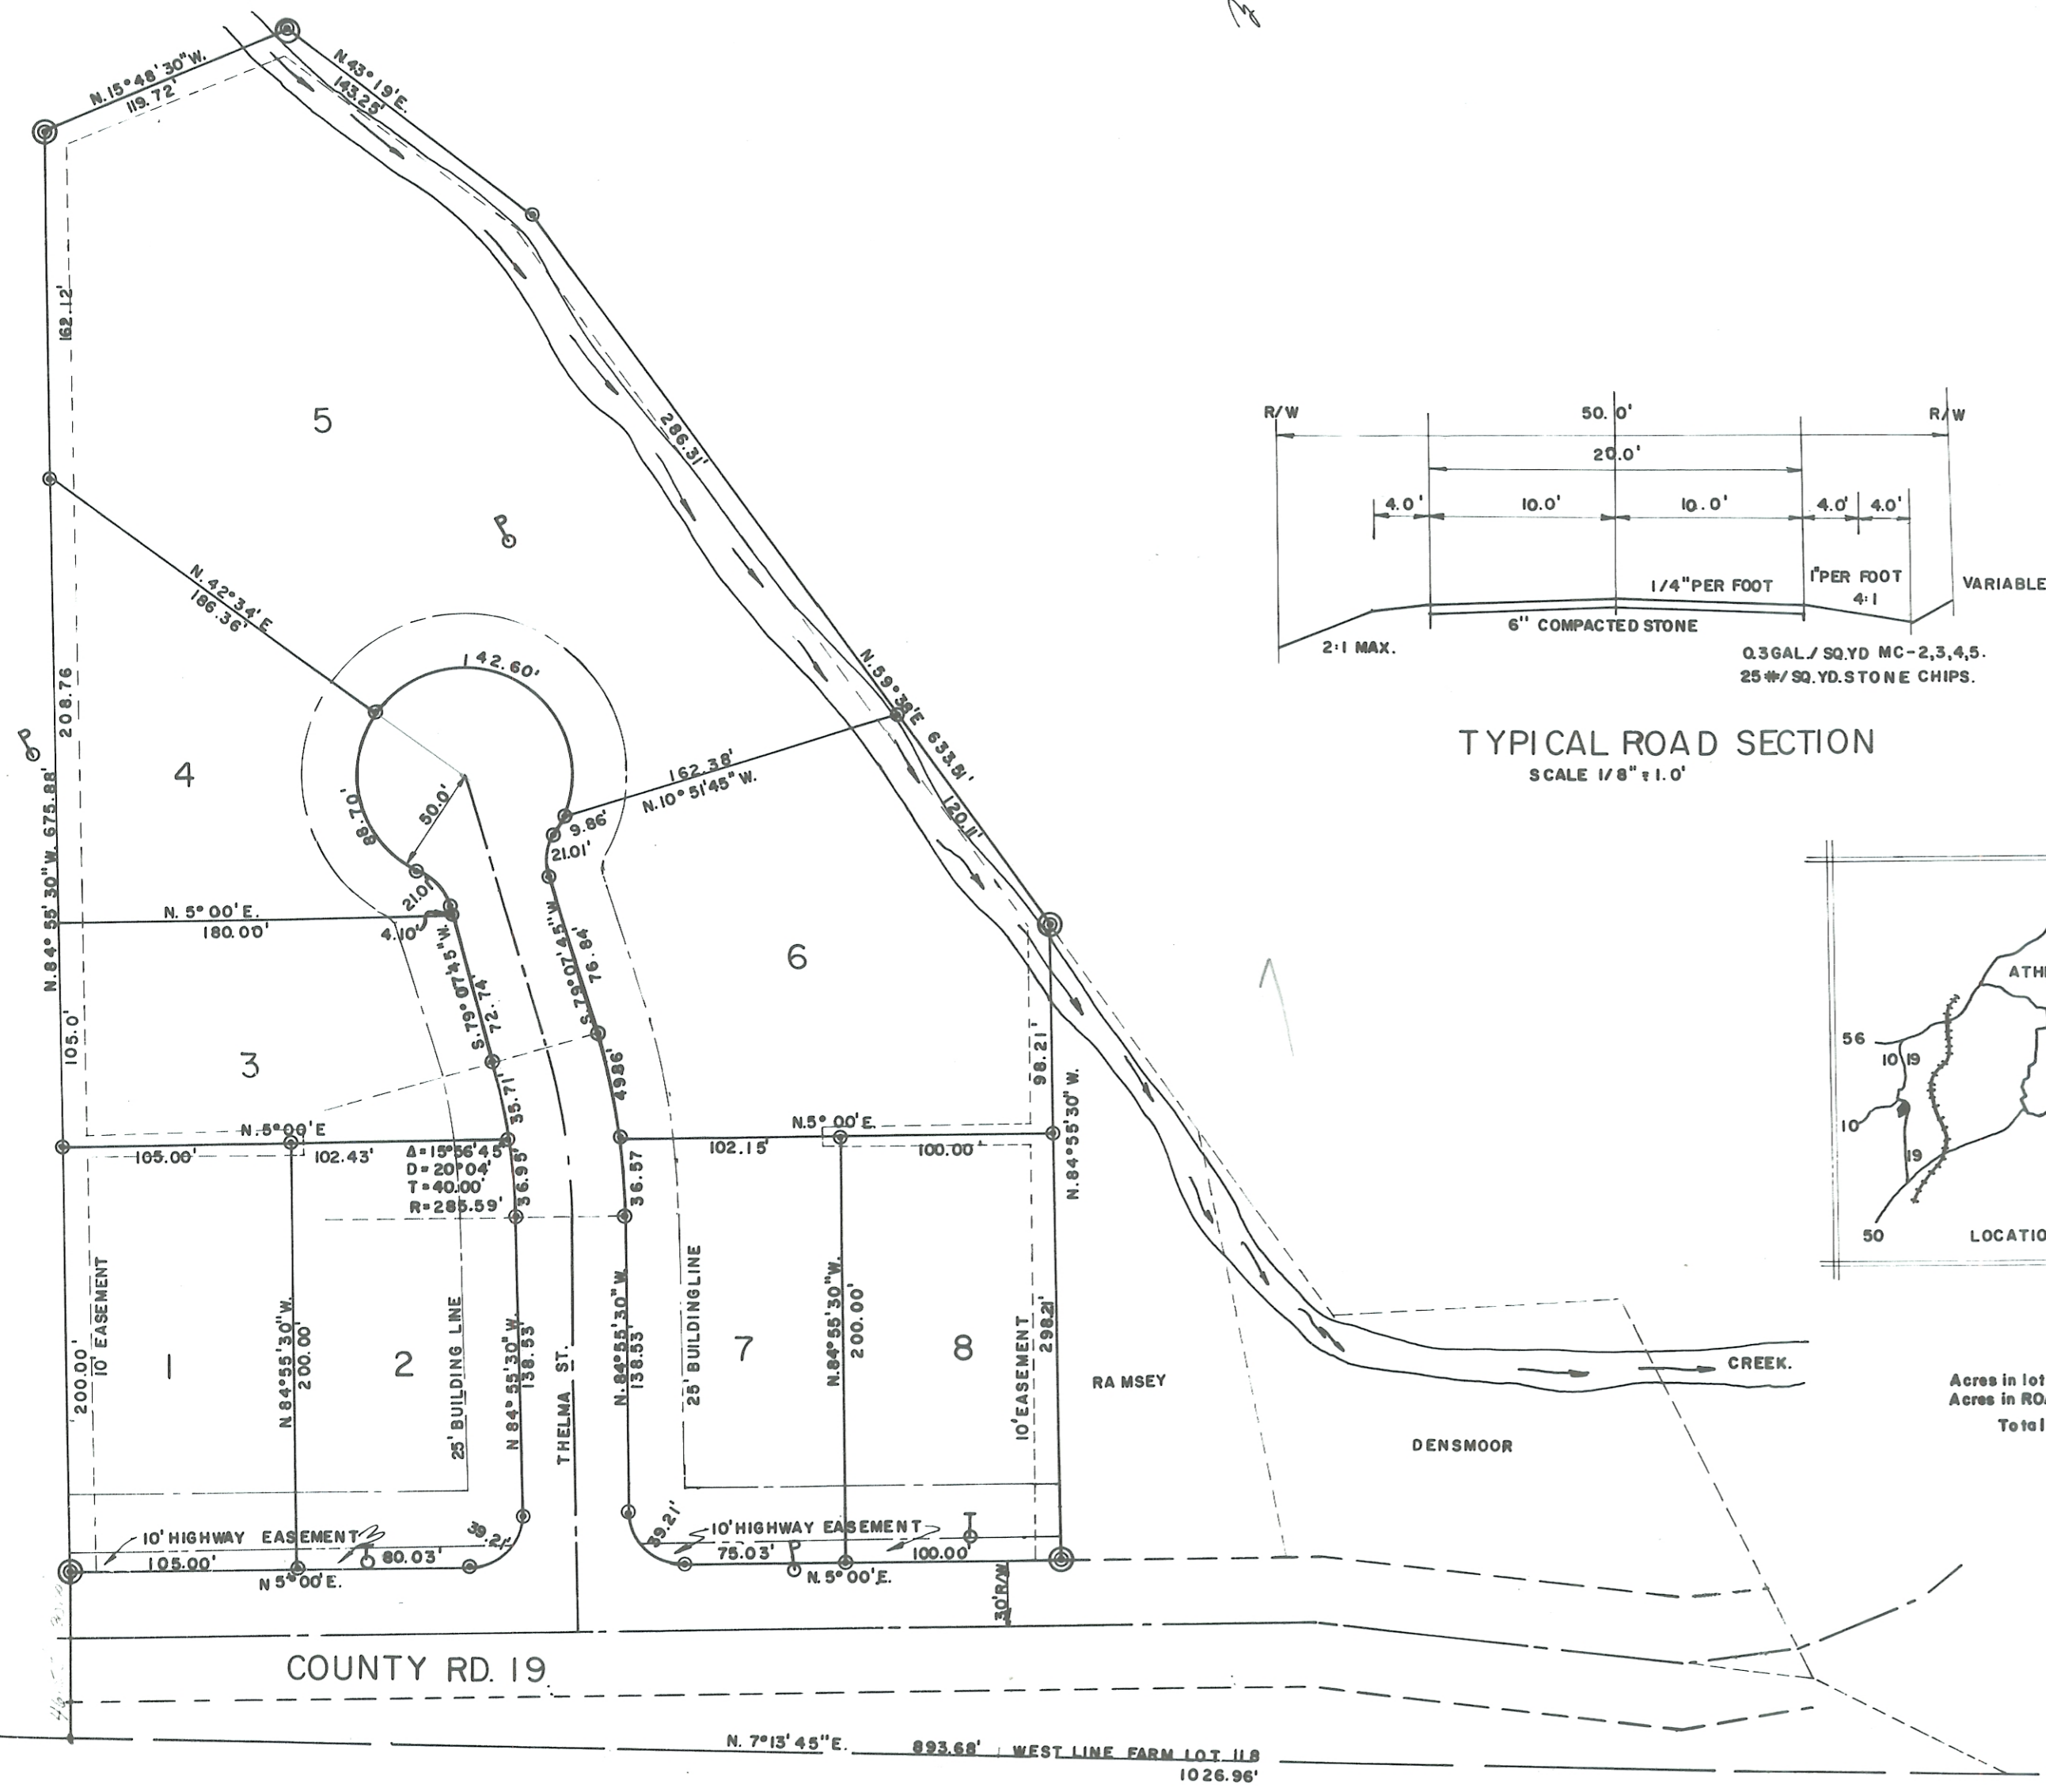 N. 15° 48' 30" W.
119.72'
N. 43° 19' E.
143.25'
162.12'
5
286.31'
P
N. 42° 34' E
186.36'
142.60'
208.76
P
4
88.70'
50.0'
162.38'
N. 10° 51' 45" W.
N. 59° 38' E 633.51'
120.11'
9.86'
21.01'
21.01'
N. 84° 55' 30" W. 675.88'
N. 5° 00' E.
180.00'
4.10'
S. 79° 07' 45" W.
72.74'
S. 79° 07' 45" W.
76.84'
6
3
105.0'
35.71'
49.86'
98.21'
N. 84° 55' 30" W.
N. 5° 00' E
105.00'
102.43'
Δ = 15° 56' 45"
D = 20° 04'
T = 40.00'
R = 285.59'
36.95'
36.57
N. 5° 00' E.
102.15'
100.00'
10' EASEMENT
200.00'
1
N 84° 55' 30" W.
200.00'
2
25' BUILDING LINE
N 84° 55' 30" W.
138.53'
THELMA ST.
N. 84° 55' 30" W.
138.53'
25' BUILDING LINE
7
N. 84° 55' 30" W.
200.00'
8
10' EASEMENT
298.21'
RAMSEY
DENSMOOR
CREEK.
10' HIGHWAY EASEMENT
39.21'
105.00'
80.03'
N 5° 00' E.
39.21'
10' HIGHWAY EASEMENT
75.03'
P
100.00'
N. 5° 00' E.
30' R/W
COUNTY RD. 19
N. 7° 13' 45" E. 893.68' WEST LINE FARM LOT 118
1026.96'
R/W 50.0' R/W
20.0'
4.0' 10.0' 10.0' 4.0' 4.0'
1/4" PER FOOT
1" PER FOOT
4:1
VARIABLE
6" COMPACTED STONE
2:1 MAX.
0.3 GAL./ SQ.YD MC-2,3,4,5.
25 #/ SQ.YD. STONE CHIPS.
TYPICAL ROAD SECTION
SCALE 1/8" = 1.0'
ATH
56
10 19
10
19
50
LOCATIO
Acres in lot
Acres in RO
Total